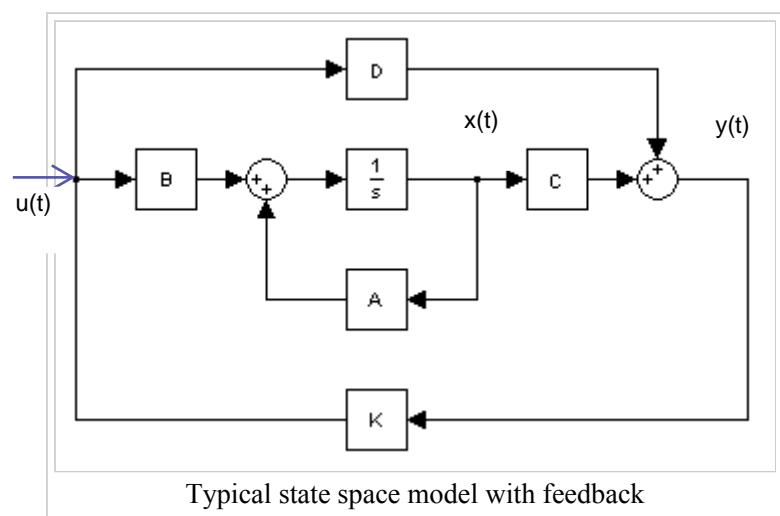 D
x(t)
y(t)
B
+
+
1
s
C
+
+
u(t)
A
K
Typical state space model with feedback